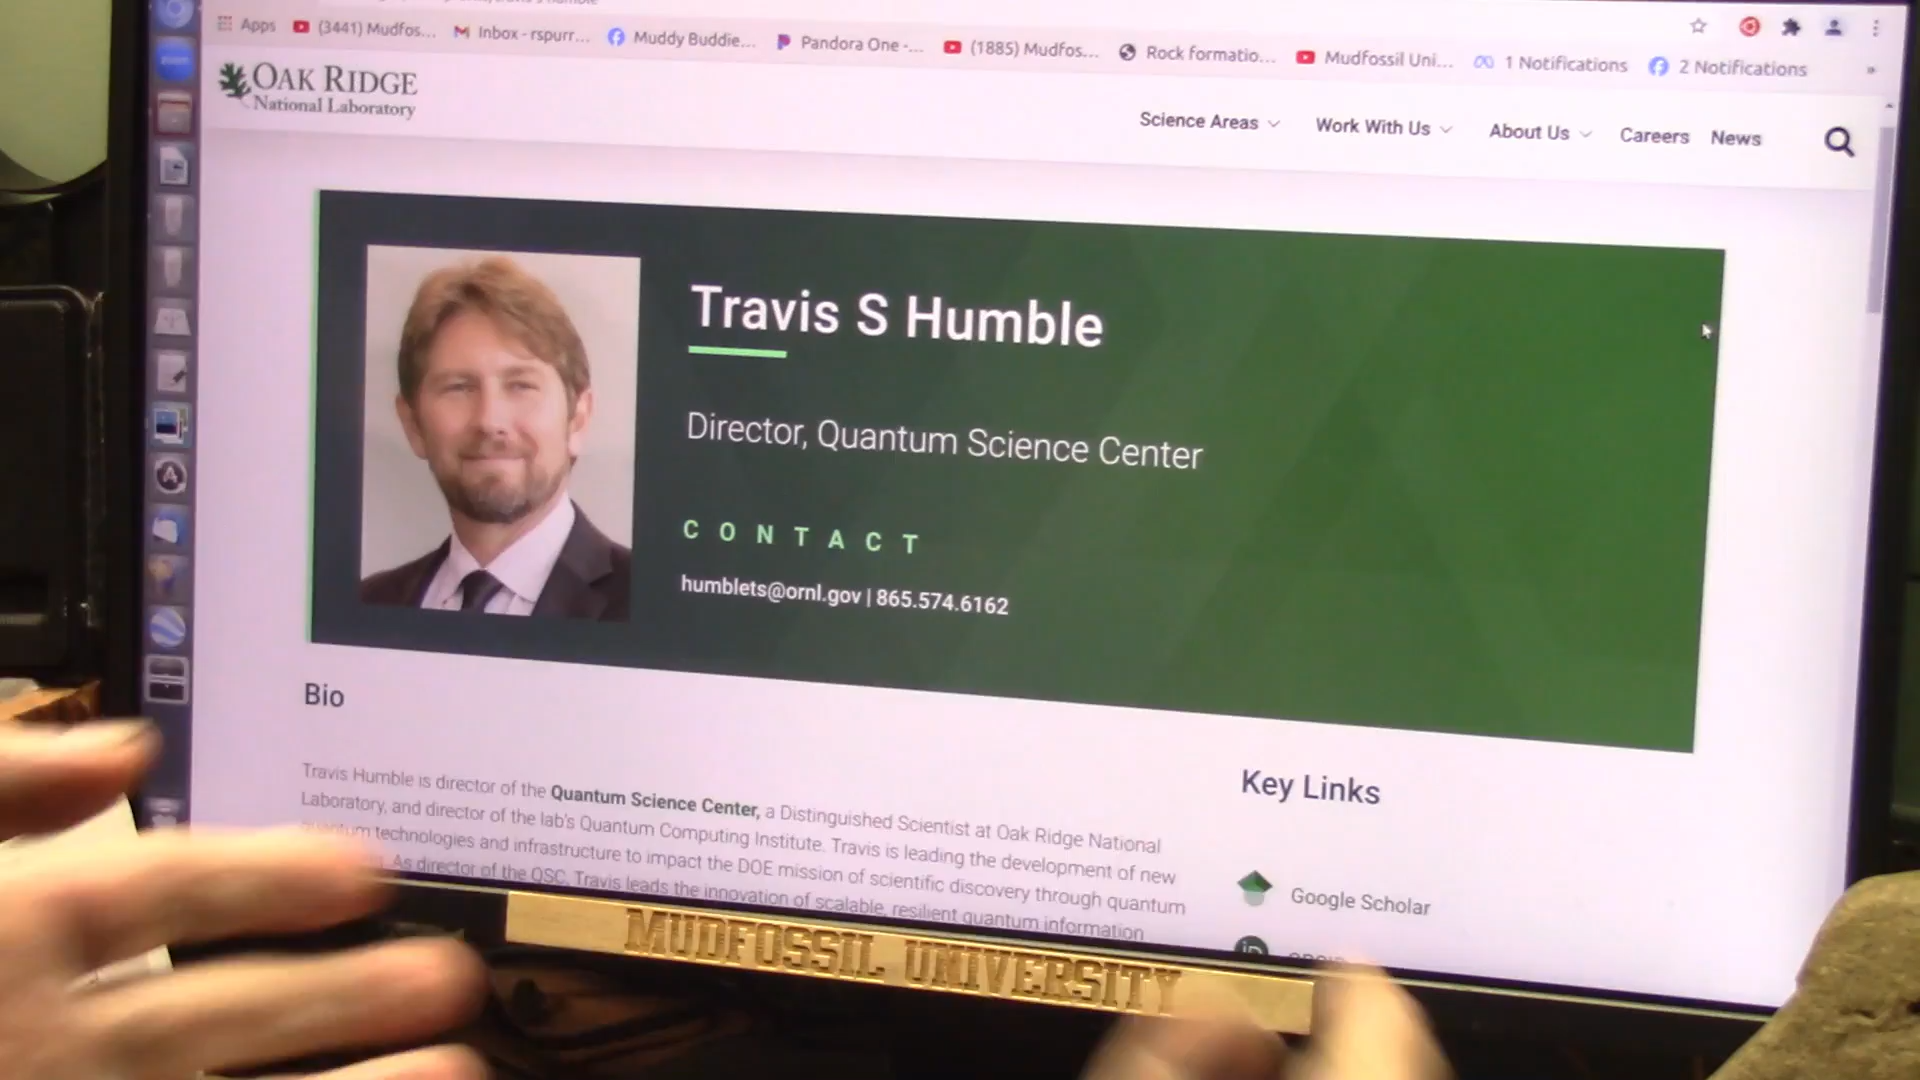 Apps
(3441) Mudfos...
Inbox - rspurr...
Muddy Buddie...
Pandora One -...
(1885) Mudfos...
Rock formatio...
Mudfossil Uni...
1 Notifications
2 Notifications
OAK RIDGE
National Laboratory
Science Areas
Work With Us
About Us
Careers
News
Travis S Humble
Director, Quantum Science Center
CONTACT
humblets@ornl.gov | 865.574.6162
Bio
Travis Humble is director of the Quantum Science Center, a Distinguished Scientist at Oak Ridge National
Laboratory, and director of the lab's Quantum Computing Institute. Travis is leading the development of new
quantum technologies and infrastructure to impact the DOE mission of scientific discovery through quantum
As director of the QSC, Travis leads the innovation of scalable, resilient quantum information
Key Links
Google Scholar
iD
MUDFOSSIL UNIVERSITY